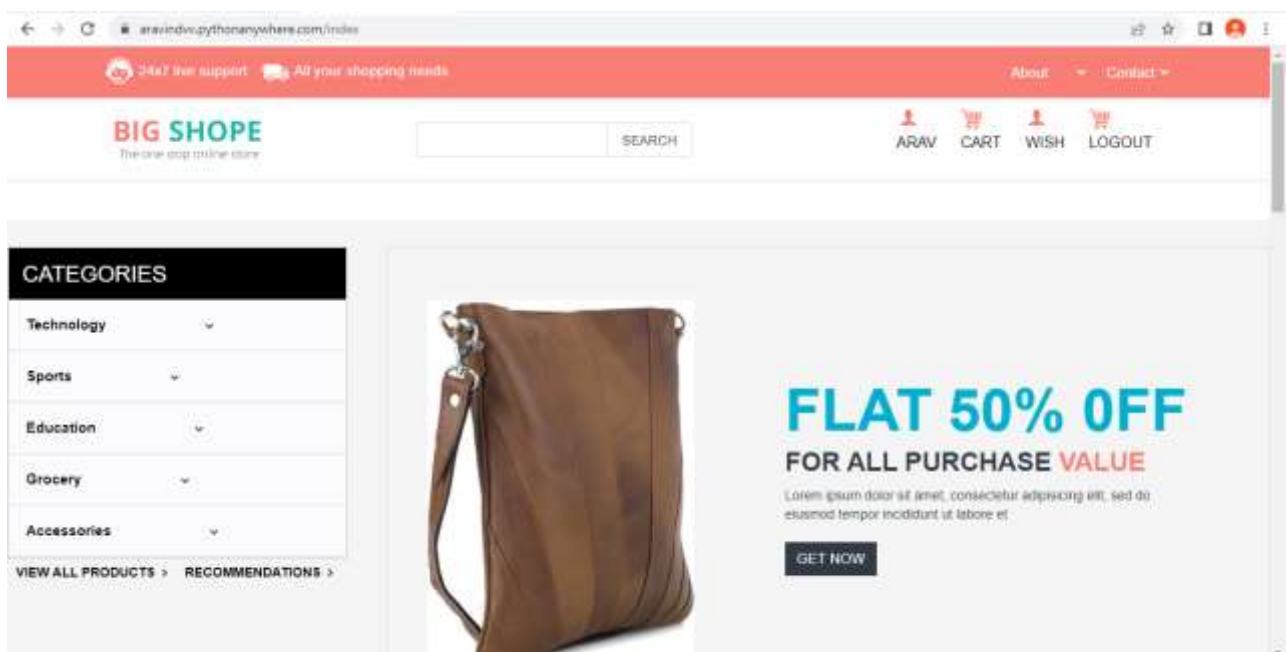 aravindvv.pythonanywhere.com/index
24x7 live support All your shopping needs About Contact
BIG SHOPE
The one stop online store
SEARCH
ARAV CART WISH LOGOUT
CATEGORIES
Technology
Sports
Education
Grocery
Accessories
VIEW ALL PRODUCTS > RECOMMENDATIONS >
FLAT 50% 0FF
FOR ALL PURCHASE VALUE
Lorem ipsum dolor sit amet, consectetur adipisicing elit, sed do
eiusmod tempor incididunt ut labore et
GET NOW